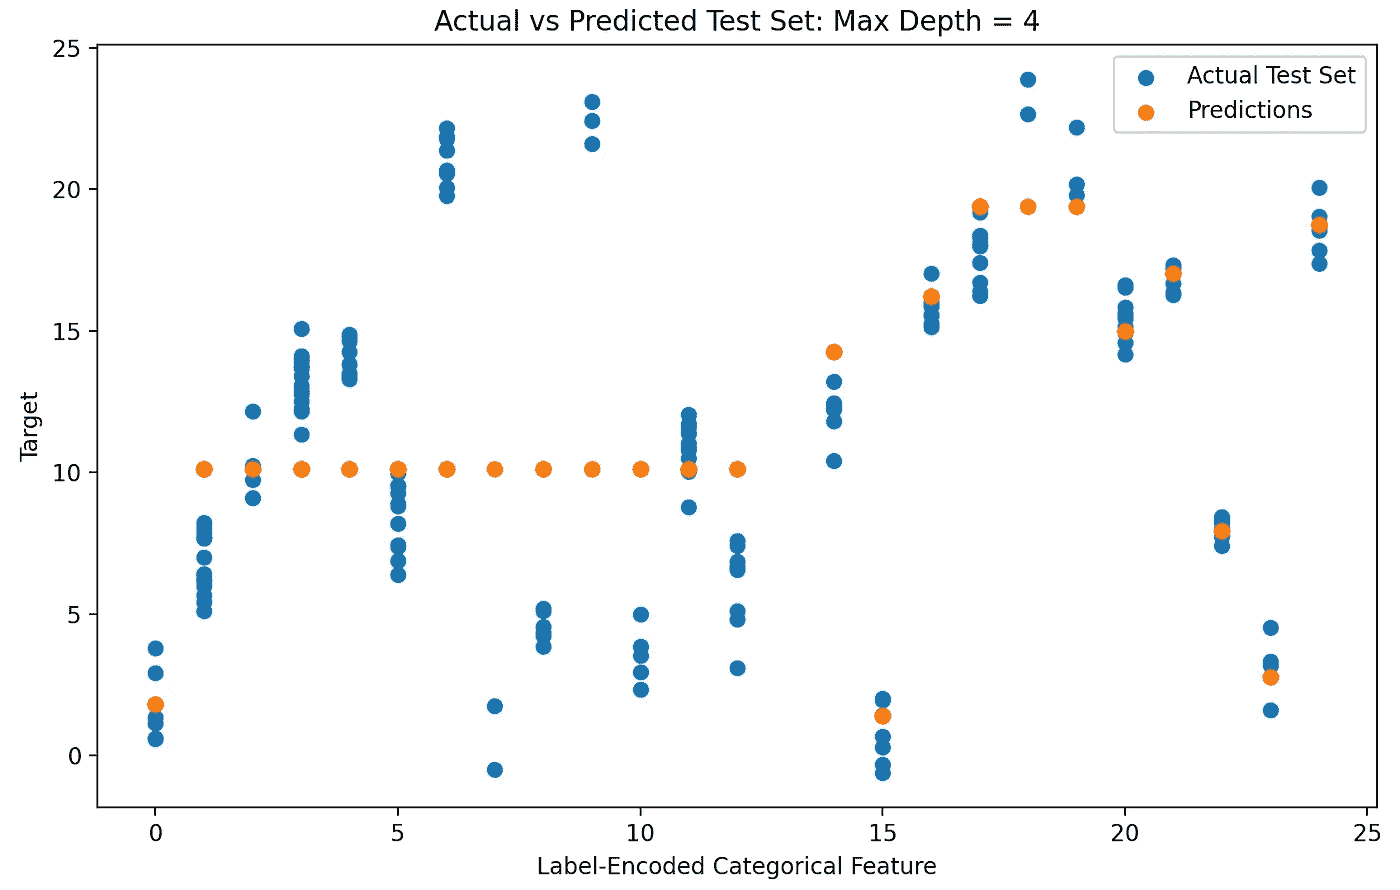 Actual vs Predicted Test Set: Max Depth = 4
Actual Test Set
Predictions
25
20
15
10
5
0
Target
0 5 10 15 20 25
Label-Encoded Categorical Feature